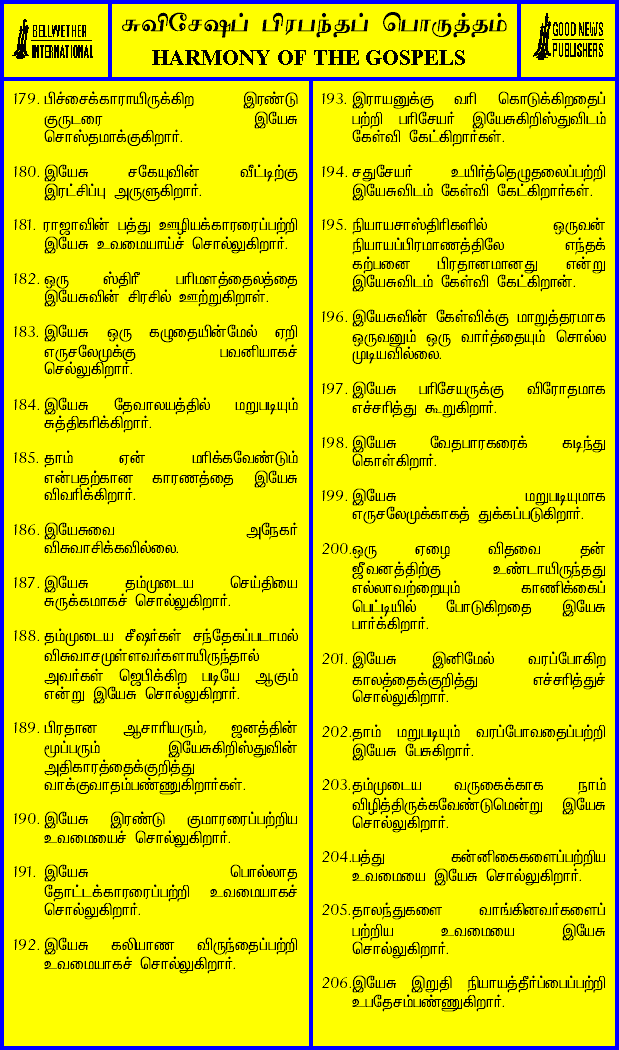 BELLWETHER
INTERNATIONAL
சுவிசேஷப் பிரபந்தப் பொருத்தம்
HARMONY OF THE GOSPELS
GOOD NEWS
PUBLISHERS
179. பிச்சைக்காராயிருக்கிற இரண்டு
குருடரை இயேசு
சொஸ்தமாக்குகிறார்.
180. இயேசு சகேயுவின் வீட்டிற்கு
இரட்சிப்பு அருளுகிறார்.
181. ராஜாவின் பத்து ஊழியக்காரரைப்பற்றி
இயேசு உவமையாய்ச் சொல்லுகிறார்.
182. ஒரு ஸ்திரீ பரிமளத்தைலத்தை
இயேசுவின் சிரசில் ஊற்றுகிறாள்.
183. இயேசு ஒரு கழுதையின்மேல் ஏறி
எருசலேமுக்கு பவனியாகச்
செல்லுகிறார்.
184. இயேசு தேவாலயத்தில் மறுபடியும்
சுத்திகரிக்கிறார்.
185. தாம் ஏன் மரிக்கவேண்டும்
என்பதற்கான காரணத்தை இயேசு
விவரிக்கிறார்.
186. இயேசுவை அநேகர்
விசுவாசிக்கவில்லை.
187. இயேசு தம்முடைய செய்தியை
சுருக்கமாகச் சொல்லுகிறார்.
188. தம்முடைய சீஷர்கள் சந்தேகப்படாமல்
விசுவாசமுள்ளவர்களாயிருந்தால்
அவர்கள் ஜெபிக்கிற படியே ஆகும்
என்று இயேசு சொல்லுகிறார்.
189. பிரதான ஆசாரியரும், ஜனத்தின்
மூப்பரும் இயேசுகிறிஸ்துவின்
அதிகாரத்தைக்குறித்து
வாக்குவாதம்பண்ணுகிறார்கள்.
190. இயேசு இரண்டு குமாரரைப்பற்றிய
உவமையைச் சொல்லுகிறார்.
191. இயேசு பொல்லாத
தோட்டக்காரரைப்பற்றி உவமையாகச்
சொல்லுகிறார்.
192. இயேசு கலியாண விருந்தைப்பற்றி
உவமையாகச் சொல்லுகிறார்.
193. இராயனுக்கு வரி கொடுக்கிறதைப்
பற்றி பரிசேயர் இயேசுகிறிஸ்துவிடம்
கேள்வி கேட்கிறார்கள்.
194. சதுசேயர் உயிர்த்தெழுதலைப்பற்றி
இயேசுவிடம் கேள்வி கேட்கிறார்கள்.
195. நியாயசாஸ்திரிகளில் ஒருவன்
நியாயப்பிரமாணத்திலே எந்தக்
கற்பனை பிரதானமானது என்று
இயேசுவிடம் கேள்வி கேட்கிறான்.
196. இயேசுவின் கேள்விக்கு மாறுத்தரமாக
ஒருவனும் ஒரு வார்த்தையும் சொல்ல
முடியவில்லை.
197. இயேசு பரிசேயருக்கு விரோதமாக
எச்சரித்து கூறுகிறார்.
198. இயேசு வேதபாரகரைக் கடிந்து
கொள்கிறார்.
199. இயேசு மறுபடியுமாக
எருசலேமுக்காகத் துக்கப்படுகிறார்.
200.ஒரு ஏழை விதவை தன்
ஜீவனத்திற்கு உண்டாயிருந்தது
எல்லாவற்றையும் காணிக்கைப்
பெட்டியில் போடுகிறதை இயேசு
பார்க்கிறார்.
201. இயேசு இனிமேல் வரப்போகிற
காலத்தைக்குறித்து எச்சரித்துச்
சொல்லுகிறார்.
202.தாம் மறுபடியும் வரப்போவதைப்பற்றி
இயேசு பேசுகிறார்.
203.தம்முடைய வருகைக்காக நாம்
விழித்திருக்கவேண்டுமென்று இயேசு
சொல்லுகிறார்.
204.பத்து கன்னிகைகளைப்பற்றிய
உவமையை இயேசு சொல்லுகிறார்.
205.தாலந்துகளை வாங்கினவர்களைப்
பற்றிய உவமையை இயேசு
சொல்லுகிறார்.
206.இயேசு இறுதி நியாயத்தீர்ப்பைப்பற்றி
உபதேசம்பண்ணுகிறார்.